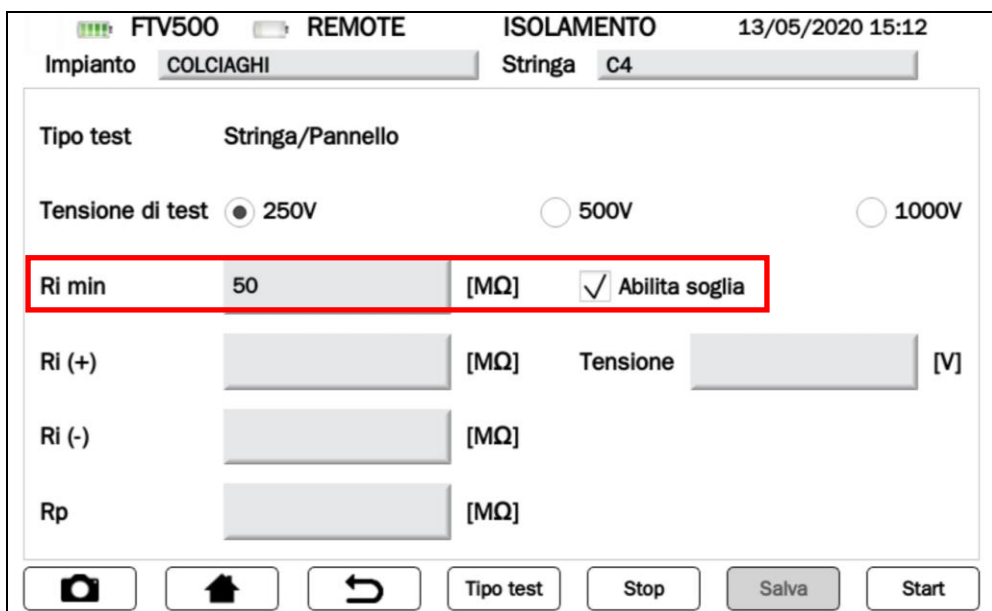 FTV500 REMOTE ISOLAMENTO 13/05/2020 15:12
Impianto COLCIAGHI Stringa C4
Tipo test Stringa/Pannello
Tensione di test 250V 500V 1000V
Ri min 50 [MΩ] Abilita soglia
Ri (+) [MΩ] Tensione [V]
Ri (-) [MΩ]
Rp [MΩ]
Tipo test Stop Salva Start